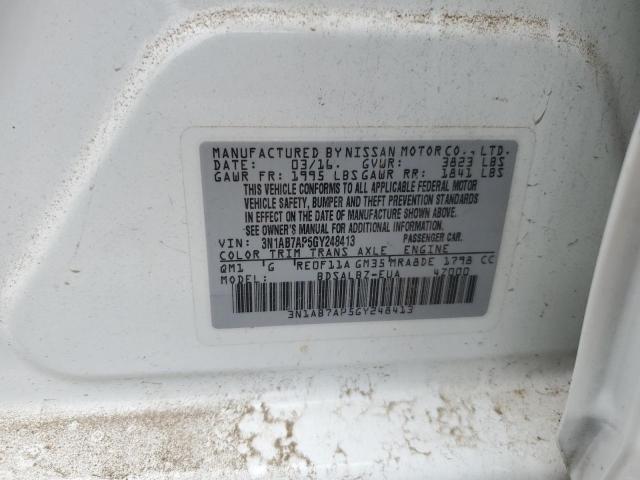 MANUFACTURED BY NISSAN MOTOR CO., LTD.
DATE: 03/16. GVWR: 3823 LBS
GAWR FR: 1995 LBS GAWR RR: 1841 LBS
THIS VEHICLE CONFORMS TO ALL APPLICABLE FEDERAL MOTOR
VEHICLE SAFETY, BUMPER AND THEFT PREVENTION STANDARDS
IN EFFECT ON THE DATE OF MANUFACTURE SHOWN ABOVE.
SEE OWNER'S MANUAL FOR ADDITIONAL INFORMATION
VIN: 3N1AB7AP5GY248413 PASSENGER CAR.
COLOR TRIM TRANS AXLE ENGINE
QM1 G RE0F11A GM35 MRA8DE 1798 CC
MODEL: BDSALBZ-EUA 47000
3N1AB7AP5GY248413